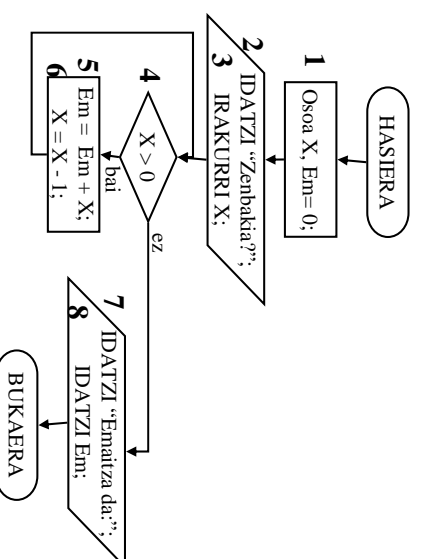 HASIERA
1
Osoa X, Em= 0;
2
IDATZI “Zenbakia?”;
3
IRAKURRI X;
4
X > 0
bai
ez
5
Em = Em + X;
6
X = X - 1;
7
IDATZI “Emaitza da:”;
8
IDATZI Em;
BUKAERA